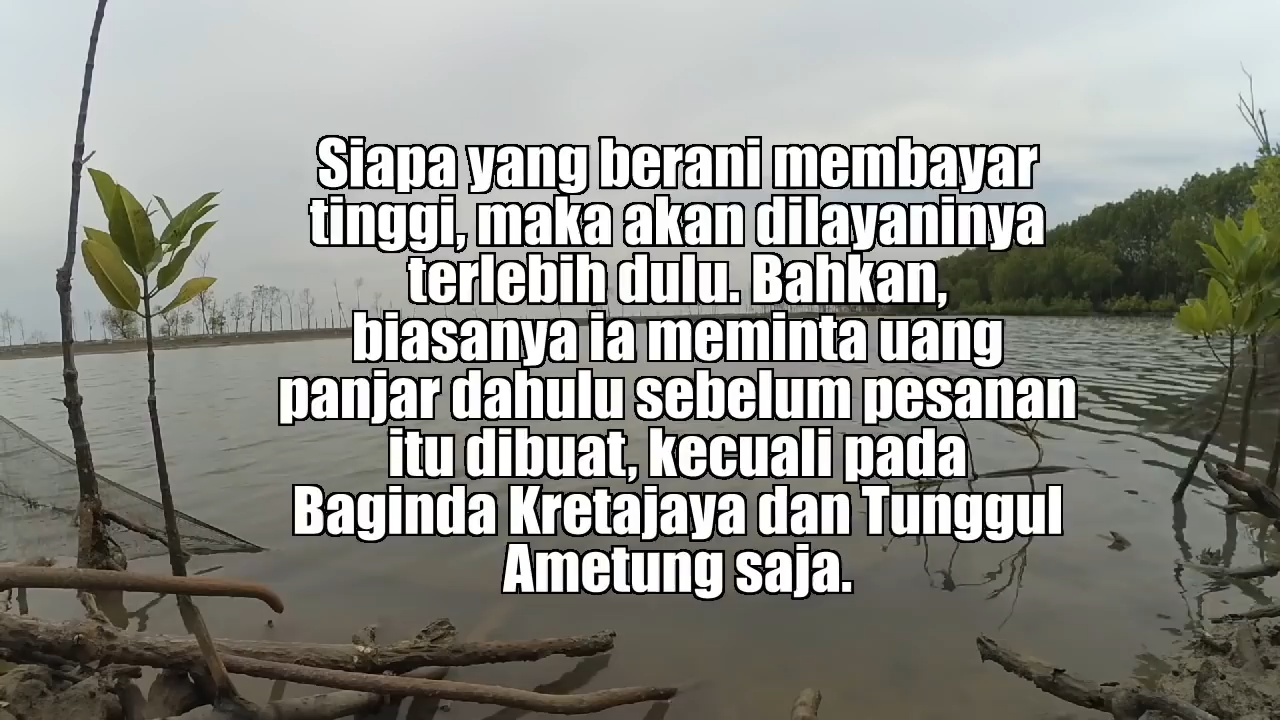 Siapa yang berani membayar
tinggi, maka akan dilayaninya
terlebih dulu. Bahkan,
biasanya ia meminta uang
panjar dahulu sebelum pesanan
itu dibuat, kecuali pada
Baginda Kretajaya dan Tunggul
Ametung saja.